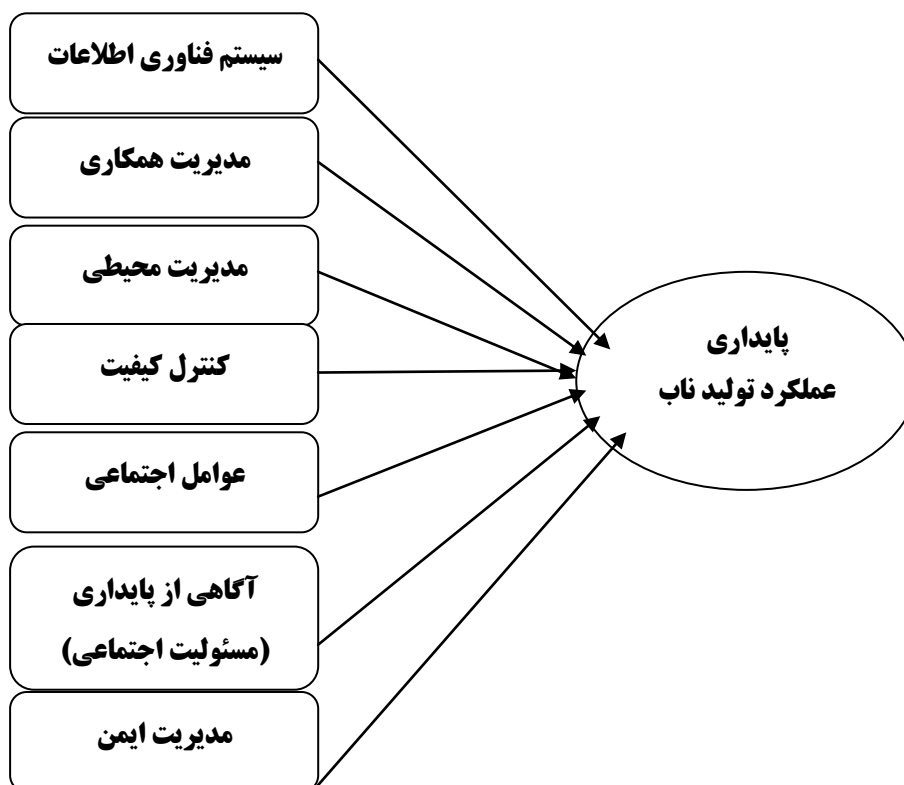 سیستم فناوری اطلاعات
مدیریت همکاری
مدیریت محیطی
کنترل کیفیت
عوامل اجتماعی
آگاهی از پایداری
(مسئولیت اجتماعی)
مدیریت ایمن
پایداری
عملکرد تولید ناب